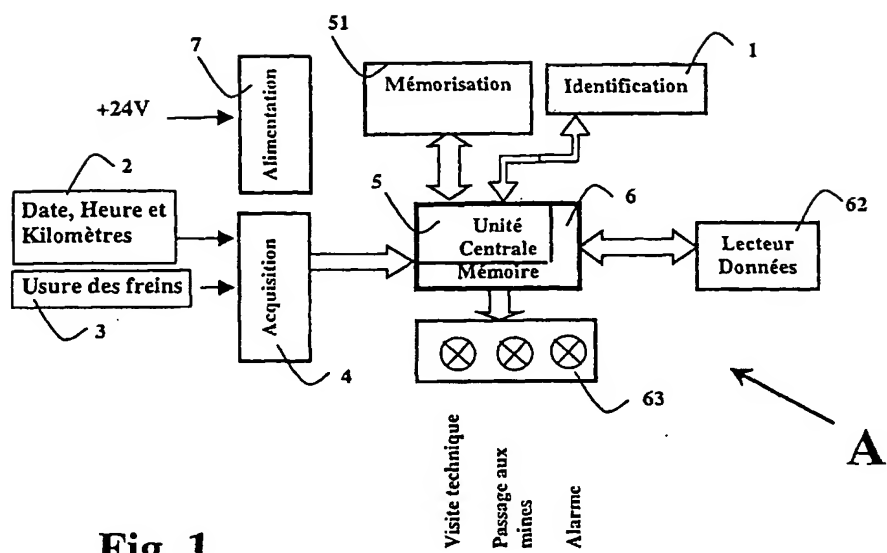 51
7
1
Mémorisation
Identification
Alimentation
+24V
2
5
6
62
Date, Heure et
Kilomètres
Unité
Centrale
Mémoire
Lecteur
Données
Acquisition
Usure des freins
3
4
63
A
Visite technique
Passage aux
mines
Alarme
Fig. 1